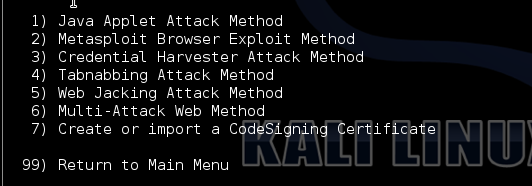 1) Java Applet Attack Method
2) Metasploit Browser Exploit Method
3) Credential Harvester Attack Method
4) Tabnabbing Attack Method
5) Web Jacking Attack Method
6) Multi-Attack Web Method
7) Create or import a CodeSigning Certificate
99) Return to Main Menu
KALI LINUX